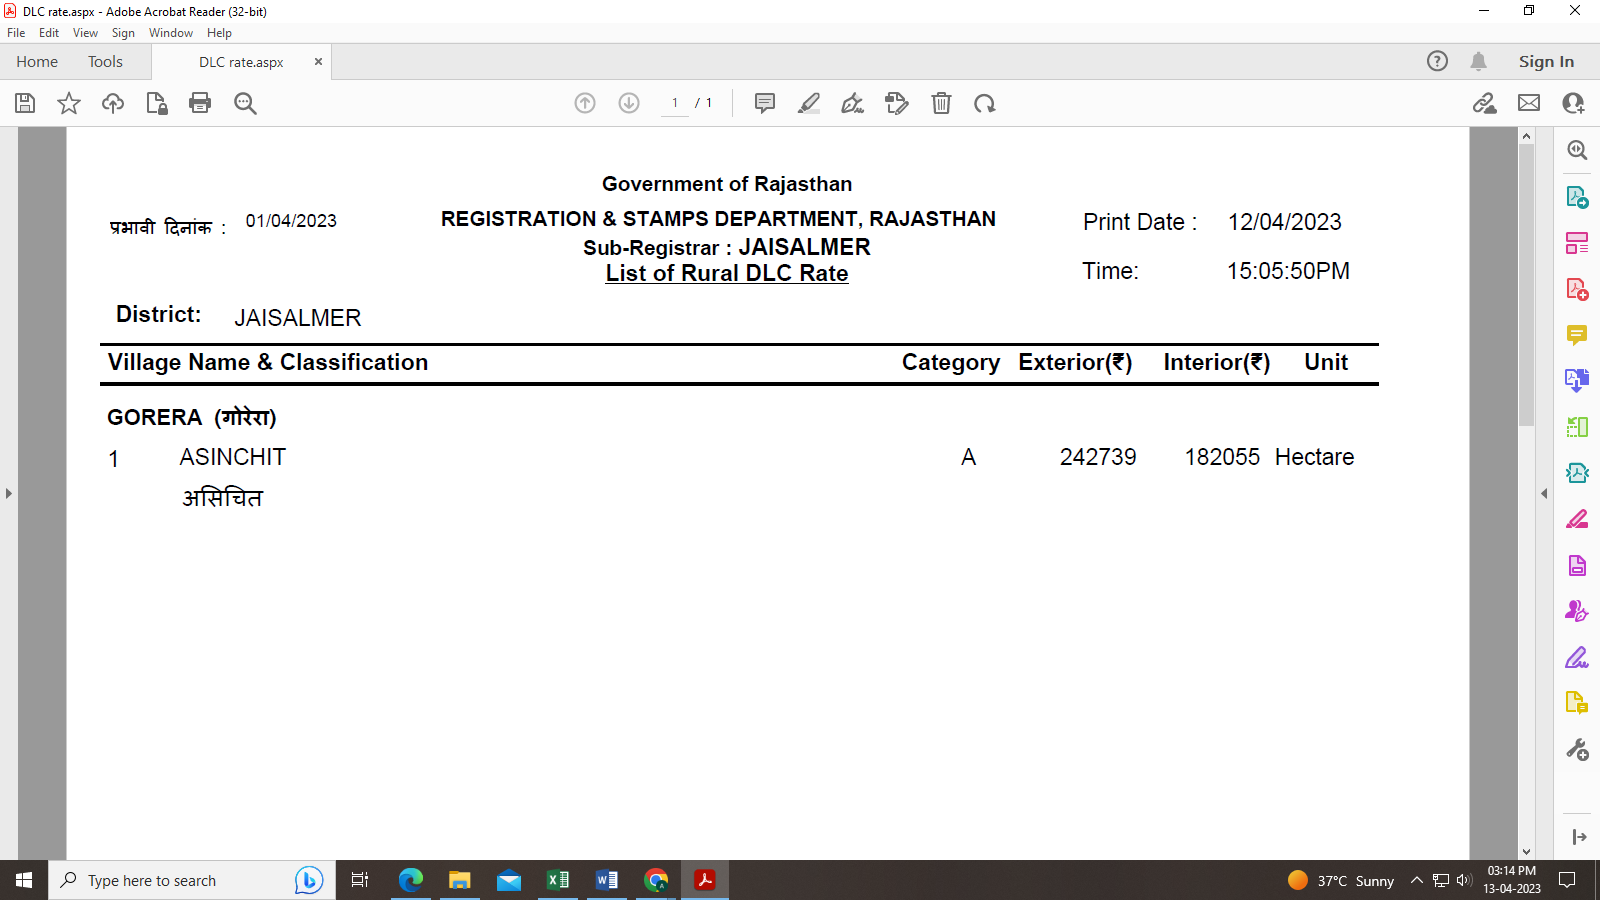 DLC rate.aspx - Adobe Acrobat Reader (32-bit)
File Edit View Sign Window Help
Home Tools DLC rate.aspx × Sign In
1 / 1
Government of Rajasthan
प्रभावी दिनांक : 01/04/2023
REGISTRATION & STAMPS DEPARTMENT, RAJASTHAN
Print Date : 12/04/2023
Sub-Registrar : JAISALMER
List of Rural DLC Rate
Time: 15:05:50PM
District: JAISALMER
Village Name & Classification Category Exterior(₹) Interior(₹) Unit
GORERA (गोरेरा)
1 ASINCHIT A 242739 182055 Hectare
असिचित
Type here to search
37°C Sunny
03:14 PM
13-04-2023